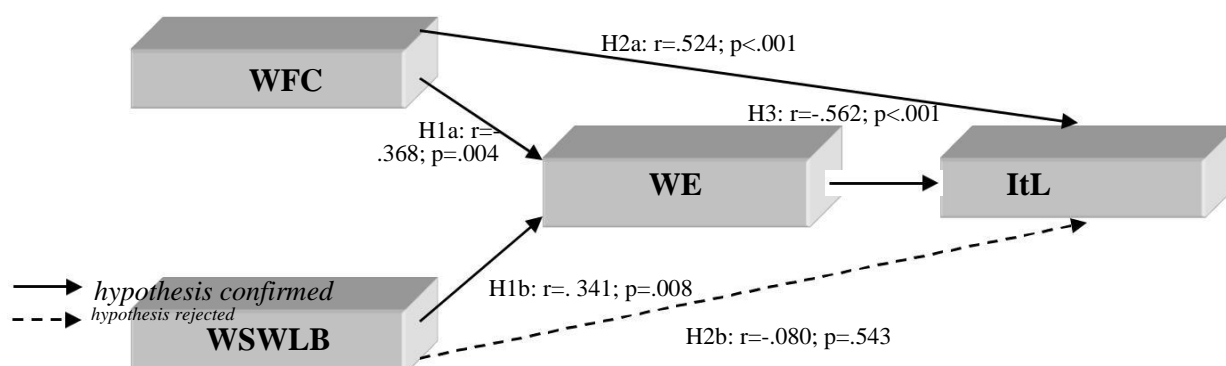 H2a: r=.524; p<.001
WFC
H3: r=-.562; p<.001
H1a: r=-
.368; p=.004
WE
ItL
hypothesis confirmed
H1b: r=. 341; p=.008
hypothesis rejected
WSWLB
H2b: r=-.080; p=.543